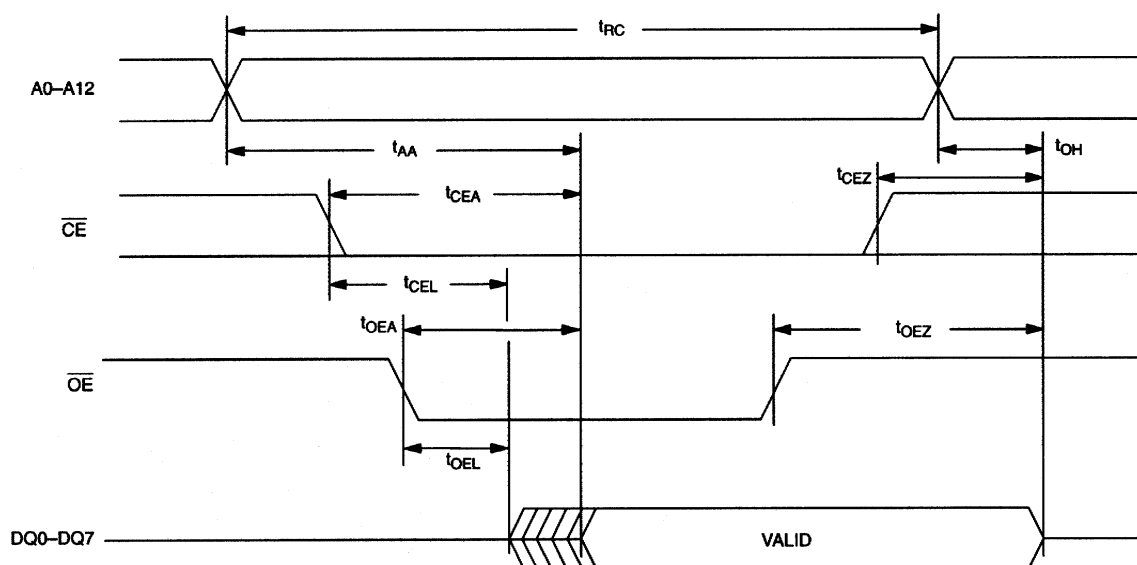 tRC
A0–A12
tAA
tOH
tCEA
tCEZ
CE
tCEL
tOEA
tOEZ
OE
tOEL
DQ0–DQ7
VALID